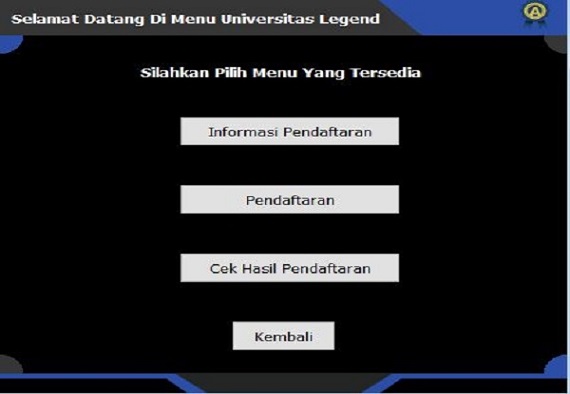 Selamat Datang Di Menu Universitas Legend
A
Silahkan Pilih Menu Yang Tersedia
Informasi Pendaftaran
Pendaftaran
Cek Hasil Pendaftaran
Kembali